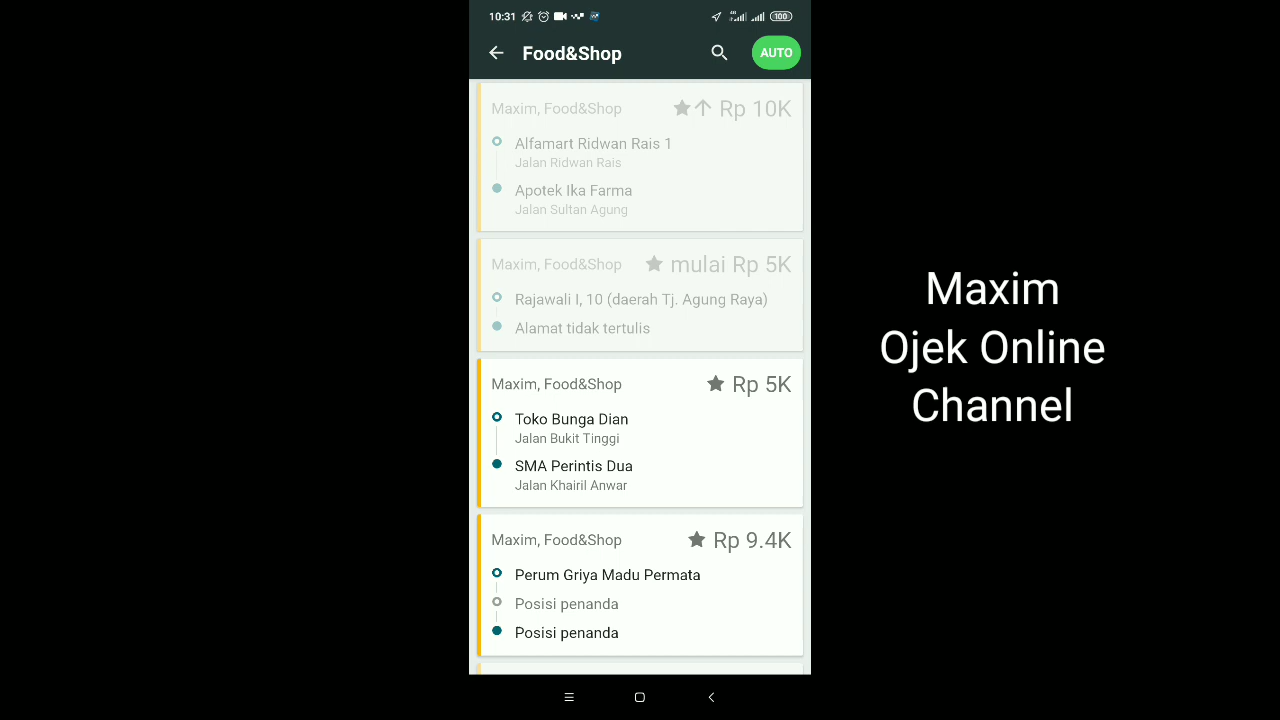 10:31
4G
100
Food&Shop
AUTO
Maxim, Food&Shop
Rp 10K
Alfamart Ridwan Rais 1
Jalan Ridwan Rais
Apotek Ika Farma
Jalan Sultan Agung
Maxim, Food&Shop
mulai Rp 5K
Rajawali I, 10 (daerah Tj. Agung Raya)
Alamat tidak tertulis
Maxim, Food&Shop
Rp 5K
Toko Bunga Dian
Jalan Bukit Tinggi
SMA Perintis Dua
Jalan Khairil Anwar
Maxim, Food&Shop
Rp 9.4K
Perum Griya Madu Permata
Posisi penanda
Posisi penanda
Maxim
Ojek Online
Channel